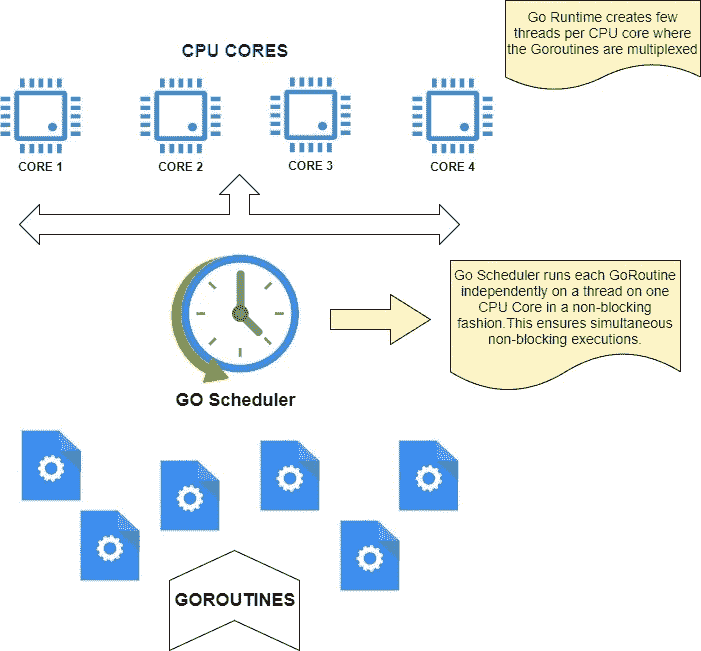 Go Runtime creates few
threads per CPU core where
the Goroutines are multiplexed
CPU CORES
CORE 1
CORE 2
CORE 3
CORE 4
Go Scheduler runs each GoRoutine
independently on a thread on one
CPU Core in a non-blocking
fashion.This ensures simultaneous
non-blocking executions.
GO Scheduler
GOROUTINES